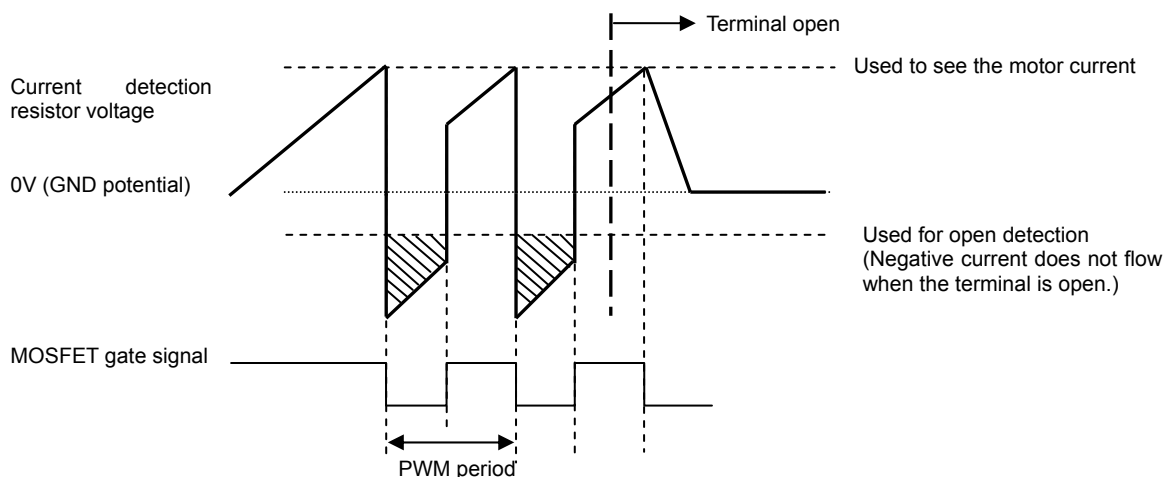 Terminal open
Used to see the motor current
Current detection
resistor voltage
0V (GND potential)
Used for open detection
(Negative current does not flow
when the terminal is open.)
MOSFET gate signal
PWM period